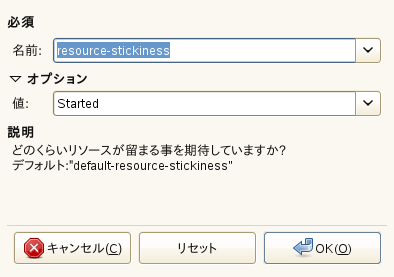 必須
名前: resource-stickiness
オプション
値: Started
説明
どのくらいリソースが留まる事を期待していますか?
デフォルト:"default-resource-stickiness"
キャンセル(C) リセット OK(O)